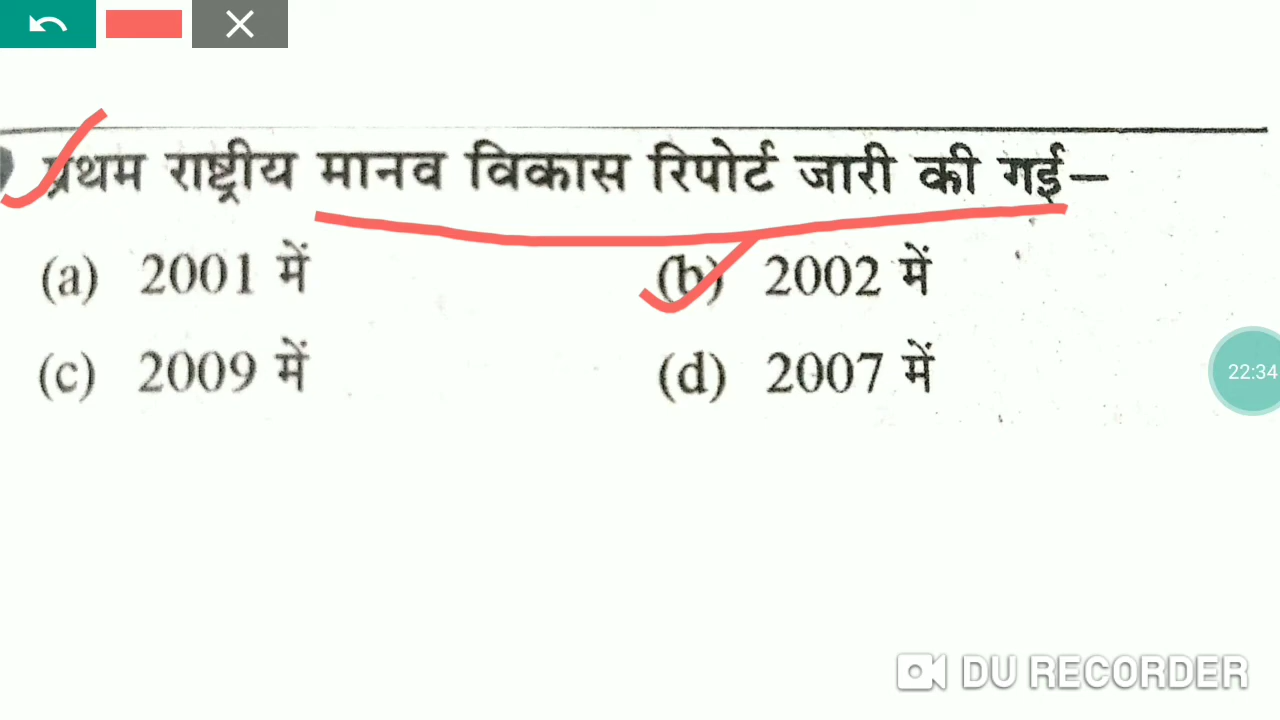 प्रथम राष्ट्रीय मानव विकास रिपोर्ट जारी की गई–
(a) 2001 में (b) 2002 में
(c) 2009 में (d) 2007 में
22:34
DU RECORDER